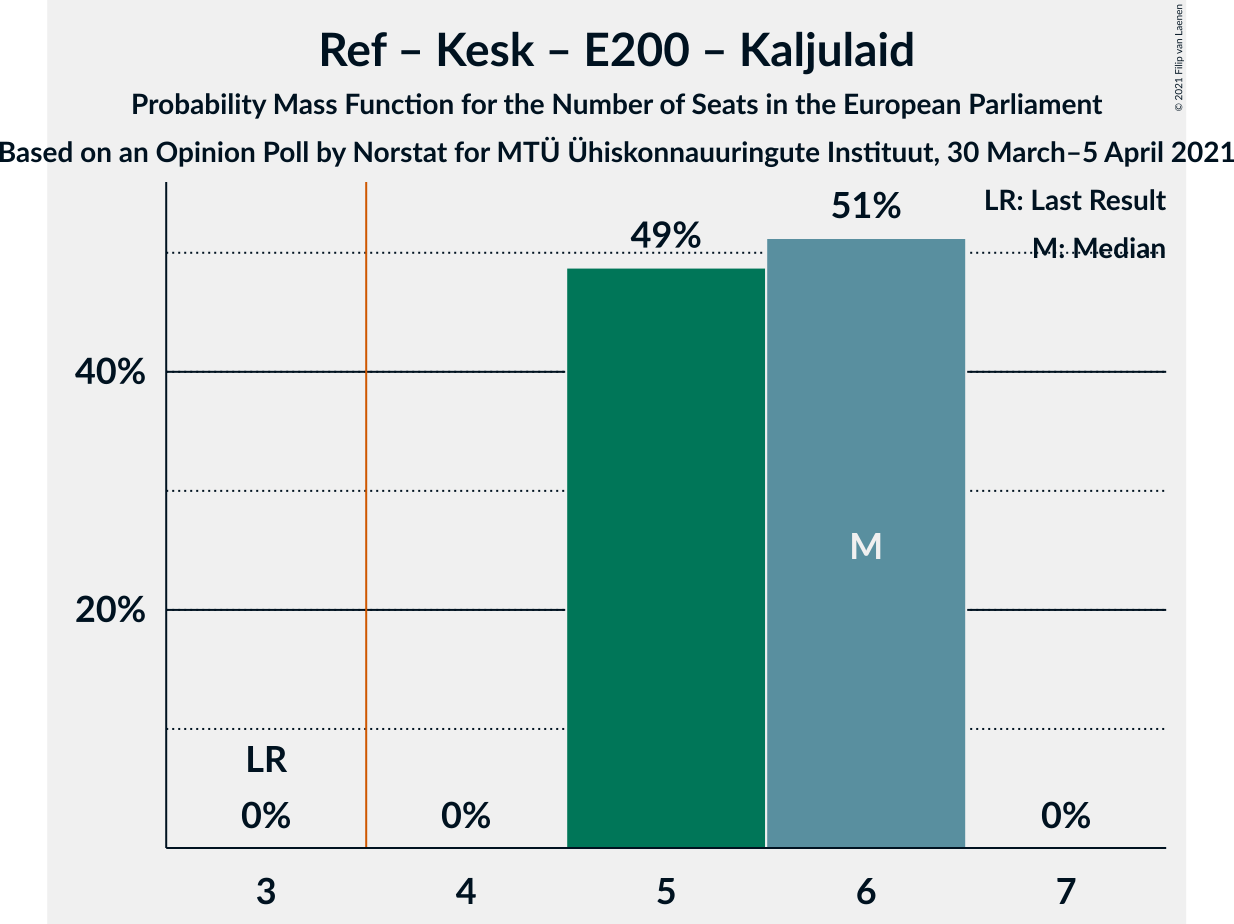 Ref – Kesk – E200 – Kaljulaid
Probability Mass Function for the Number of Seats in the European Parliament
Based on an Opinion Poll by Norstat for MTÜ Ühiskonnauuringute Instituut, 30 March–5 April 2021
© 2021 Filip van Laenen
LR: Last Result
M: Median
49%
51%
40%
20%
M
LR
0%
0%
0%
3
4
5
6
7